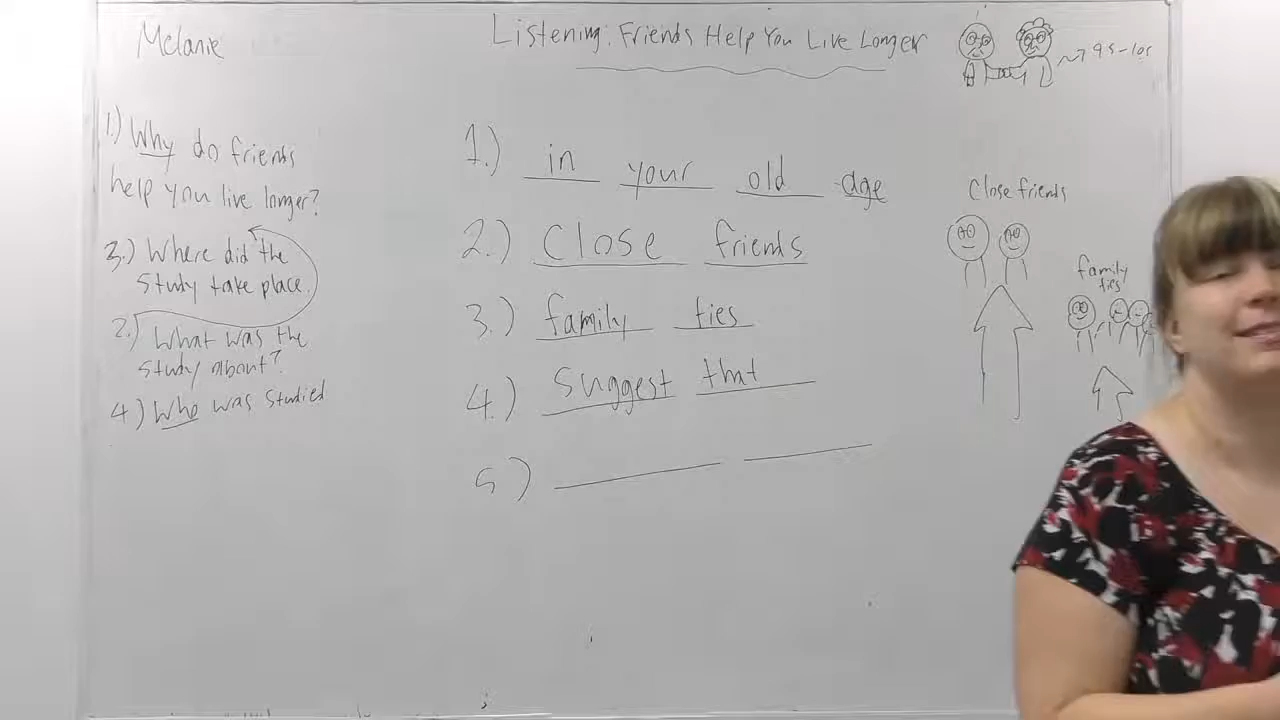 Melanie
Listening: Friends Help You Live Longer
~7 95-105
1.) Why do friends
help you live longer?
3.) Where did the
study take place.
2.) What was the
study about?
4.) Who was studied
1.) in your old age
2.) Close friends
3.) family ties
4.) Suggest that
5)
Close friends
family
ties